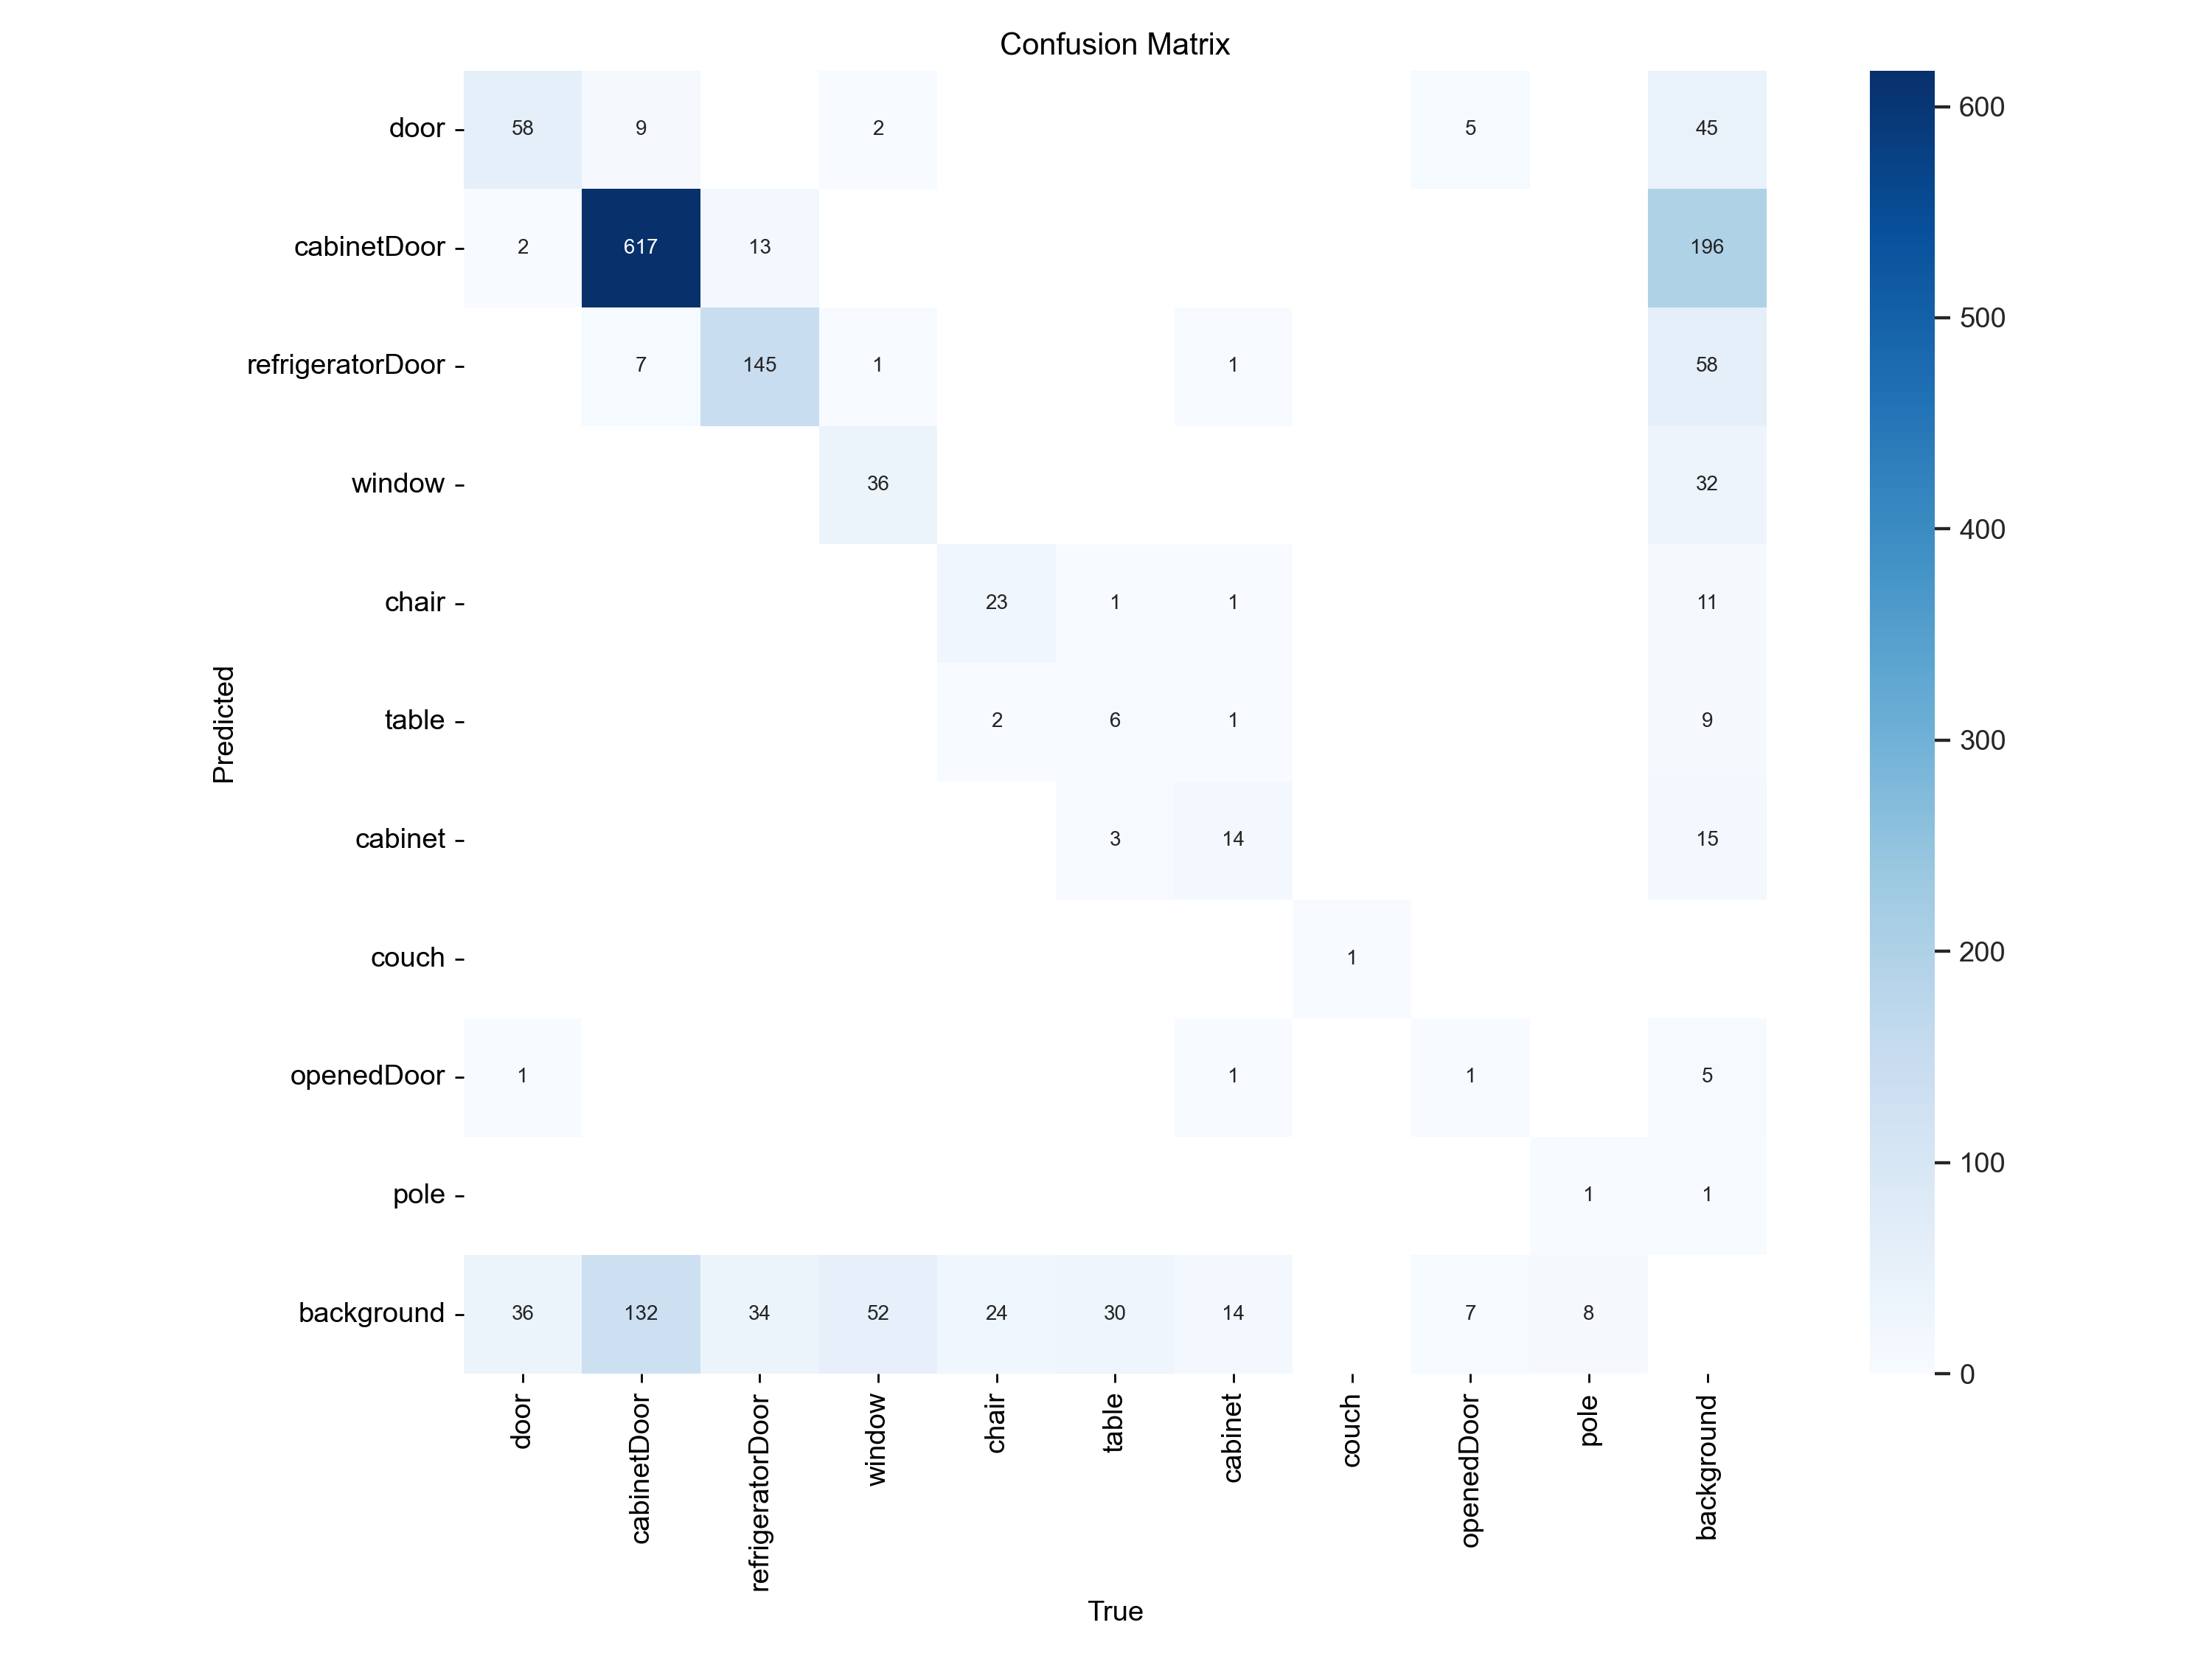 Confusion Matrix
door 58 9 2 5 45
cabinetDoor 2 617 13 196
refrigeratorDoor 7 145 1 1 58
window 36 32
chair 23 1 1 11
table 2 6 1 9
cabinet 3 14 15
couch 1
openedDoor 1 1 1 5
pole 1 1
background 36 132 34 52 24 30 14 7 8
door cabinetDoor refrigeratorDoor window chair table cabinet couch openedDoor pole background
True
Predicted
600
500
400
300
200
100
0